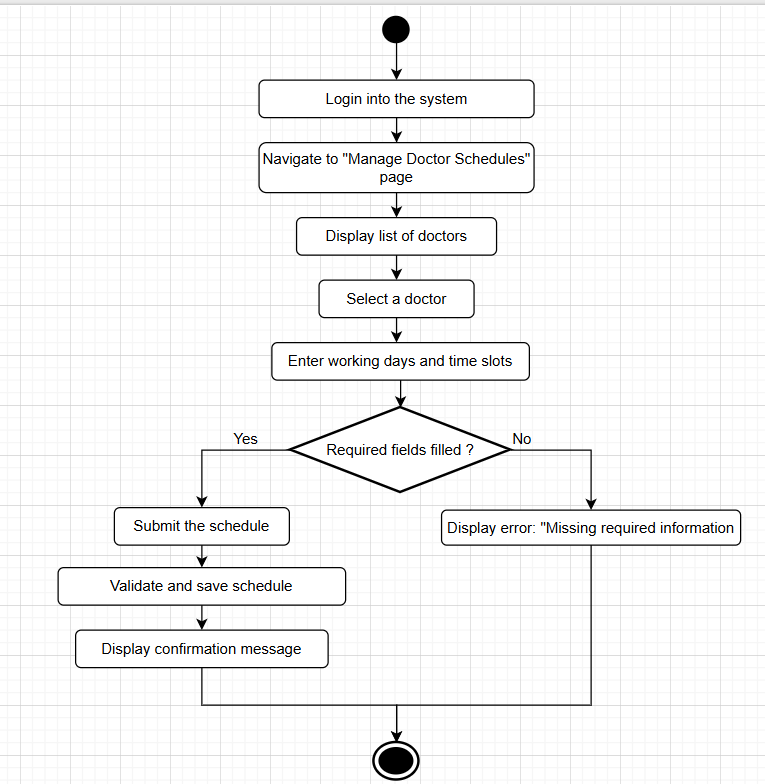 Login into the system
Navigate to "Manage Doctor Schedules"
page
Display list of doctors
Select a doctor
Enter working days and time slots
Required fields filled ?
Yes
No
Submit the schedule
Display error: "Missing required information
Validate and save schedule
Display confirmation message